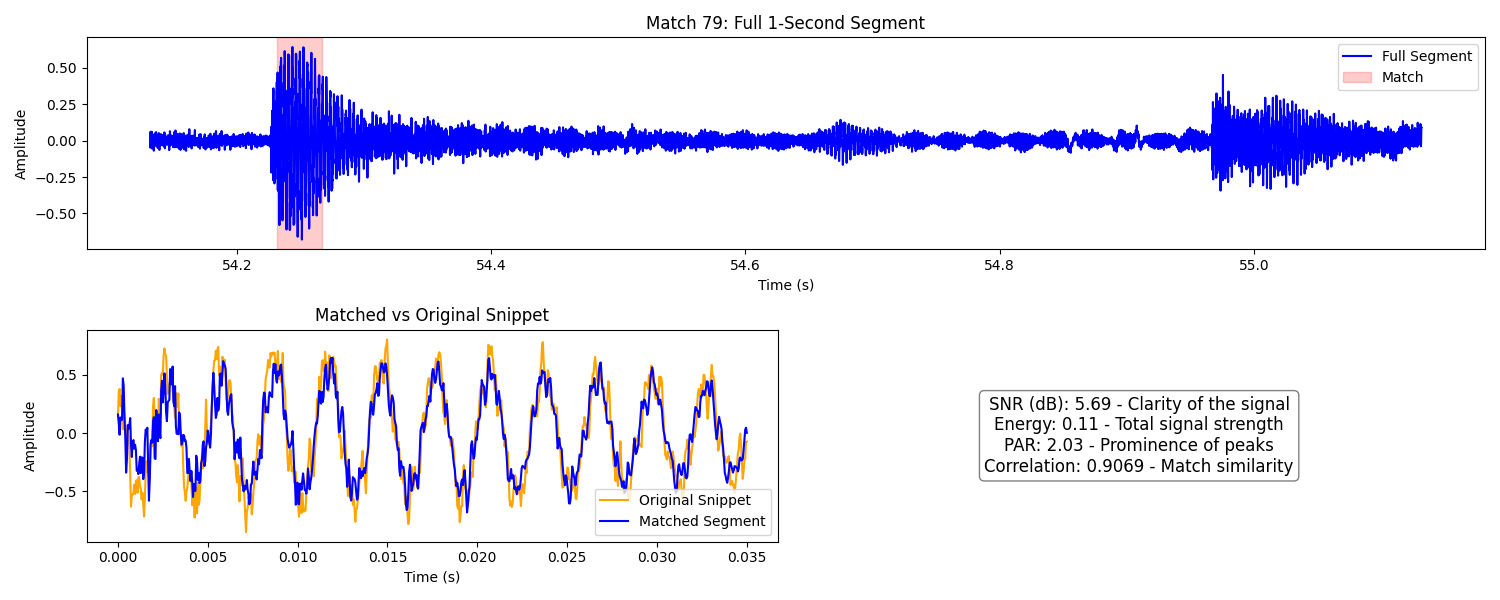 Match 79: Full 1-Second Segment
Amplitude
0.50
0.25
0.00
−0.25
−0.50
Full Segment
Match
54.2
54.4
54.6
54.8
55.0
Time (s)
Matched vs Original Snippet
Amplitude
0.5
0.0
−0.5
Original Snippet
Matched Segment
0.000
0.005
0.010
0.015
0.020
0.025
0.030
0.035
Time (s)
SNR (dB): 5.69 - Clarity of the signal
Energy: 0.11 - Total signal strength
PAR: 2.03 - Prominence of peaks
Correlation: 0.9069 - Match similarity